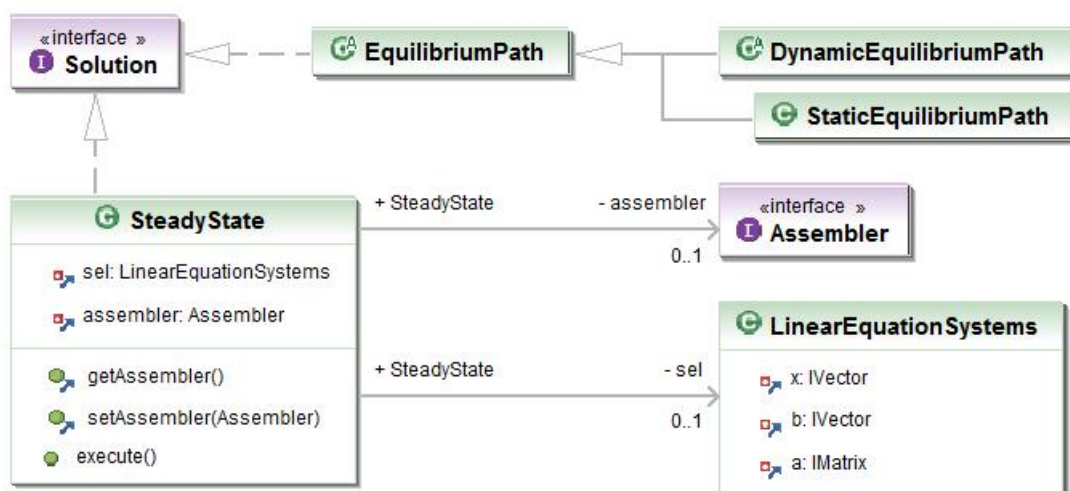 «interface »
Solution
EquilibriumPath
DynamicEquilibriumPath
StaticEquilibriumPath
SteadyState
sel: LinearEquationSystems
assembler: Assembler
getAssembler()
setAssembler(Assembler)
execute()
+ SteadyState
- assembler
0..1
«interface »
Assembler
+ SteadyState
- sel
0..1
LinearEquationSystems
x: IVector
b: IVector
a: IMatrix